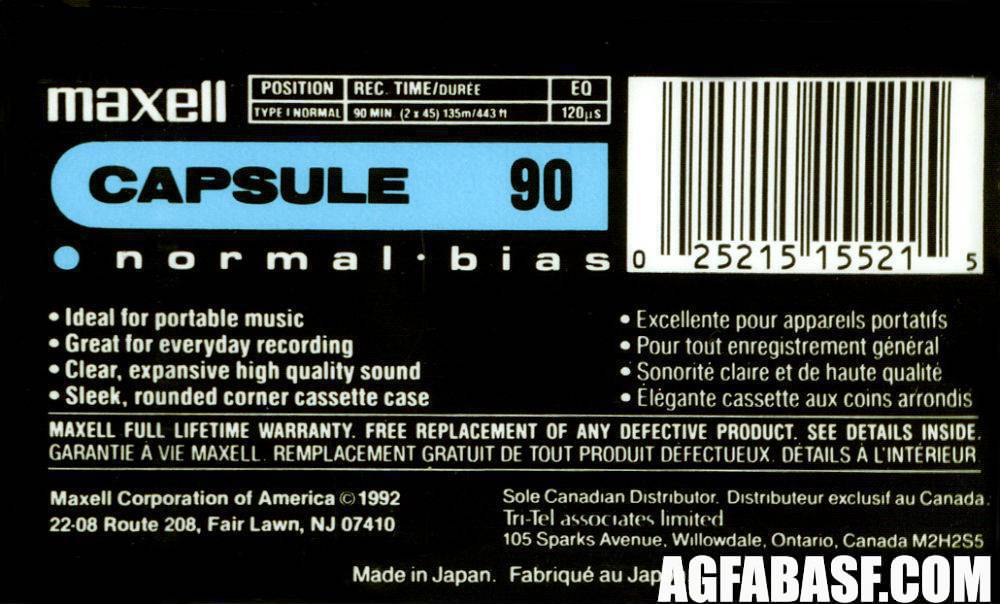 maxell
POSITION REC. TIME/DURÉE EQ
TYPE I NORMAL 90 MIN. (2 x 45) 135m/443 ft 120µs
CAPSULE 90
normal·bias
0 25215 15521 5
• Ideal for portable music
• Great for everyday recording
• Clear, expansive high quality sound
• Sleek, rounded corner cassette case
• Excellente pour appareils portatifs
• Pour tout enregistrement général
• Sonorité claire et de haute qualité
• Élégante cassette aux coins arrondis
MAXELL FULL LIFETIME WARRANTY. FREE REPLACEMENT OF ANY DEFECTIVE PRODUCT. SEE DETAILS INSIDE.
GARANTIE À VIE MAXELL. REMPLACEMENT GRATUIT DE TOUT PRODUIT DÉFECTUEUX. DÉTAILS À L'INTÉRIEUR
Maxell Corporation of America © 1992
22-08 Route 208, Fair Lawn, NJ 07410
Sole Canadian Distributor. Distributeur exclusif au Canada.
Tri-Tel associates limited
105 Sparks Avenue, Willowdale, Ontario, Canada M2H2S5
Made in Japan. Fabriqué au
AGFABASF.COM